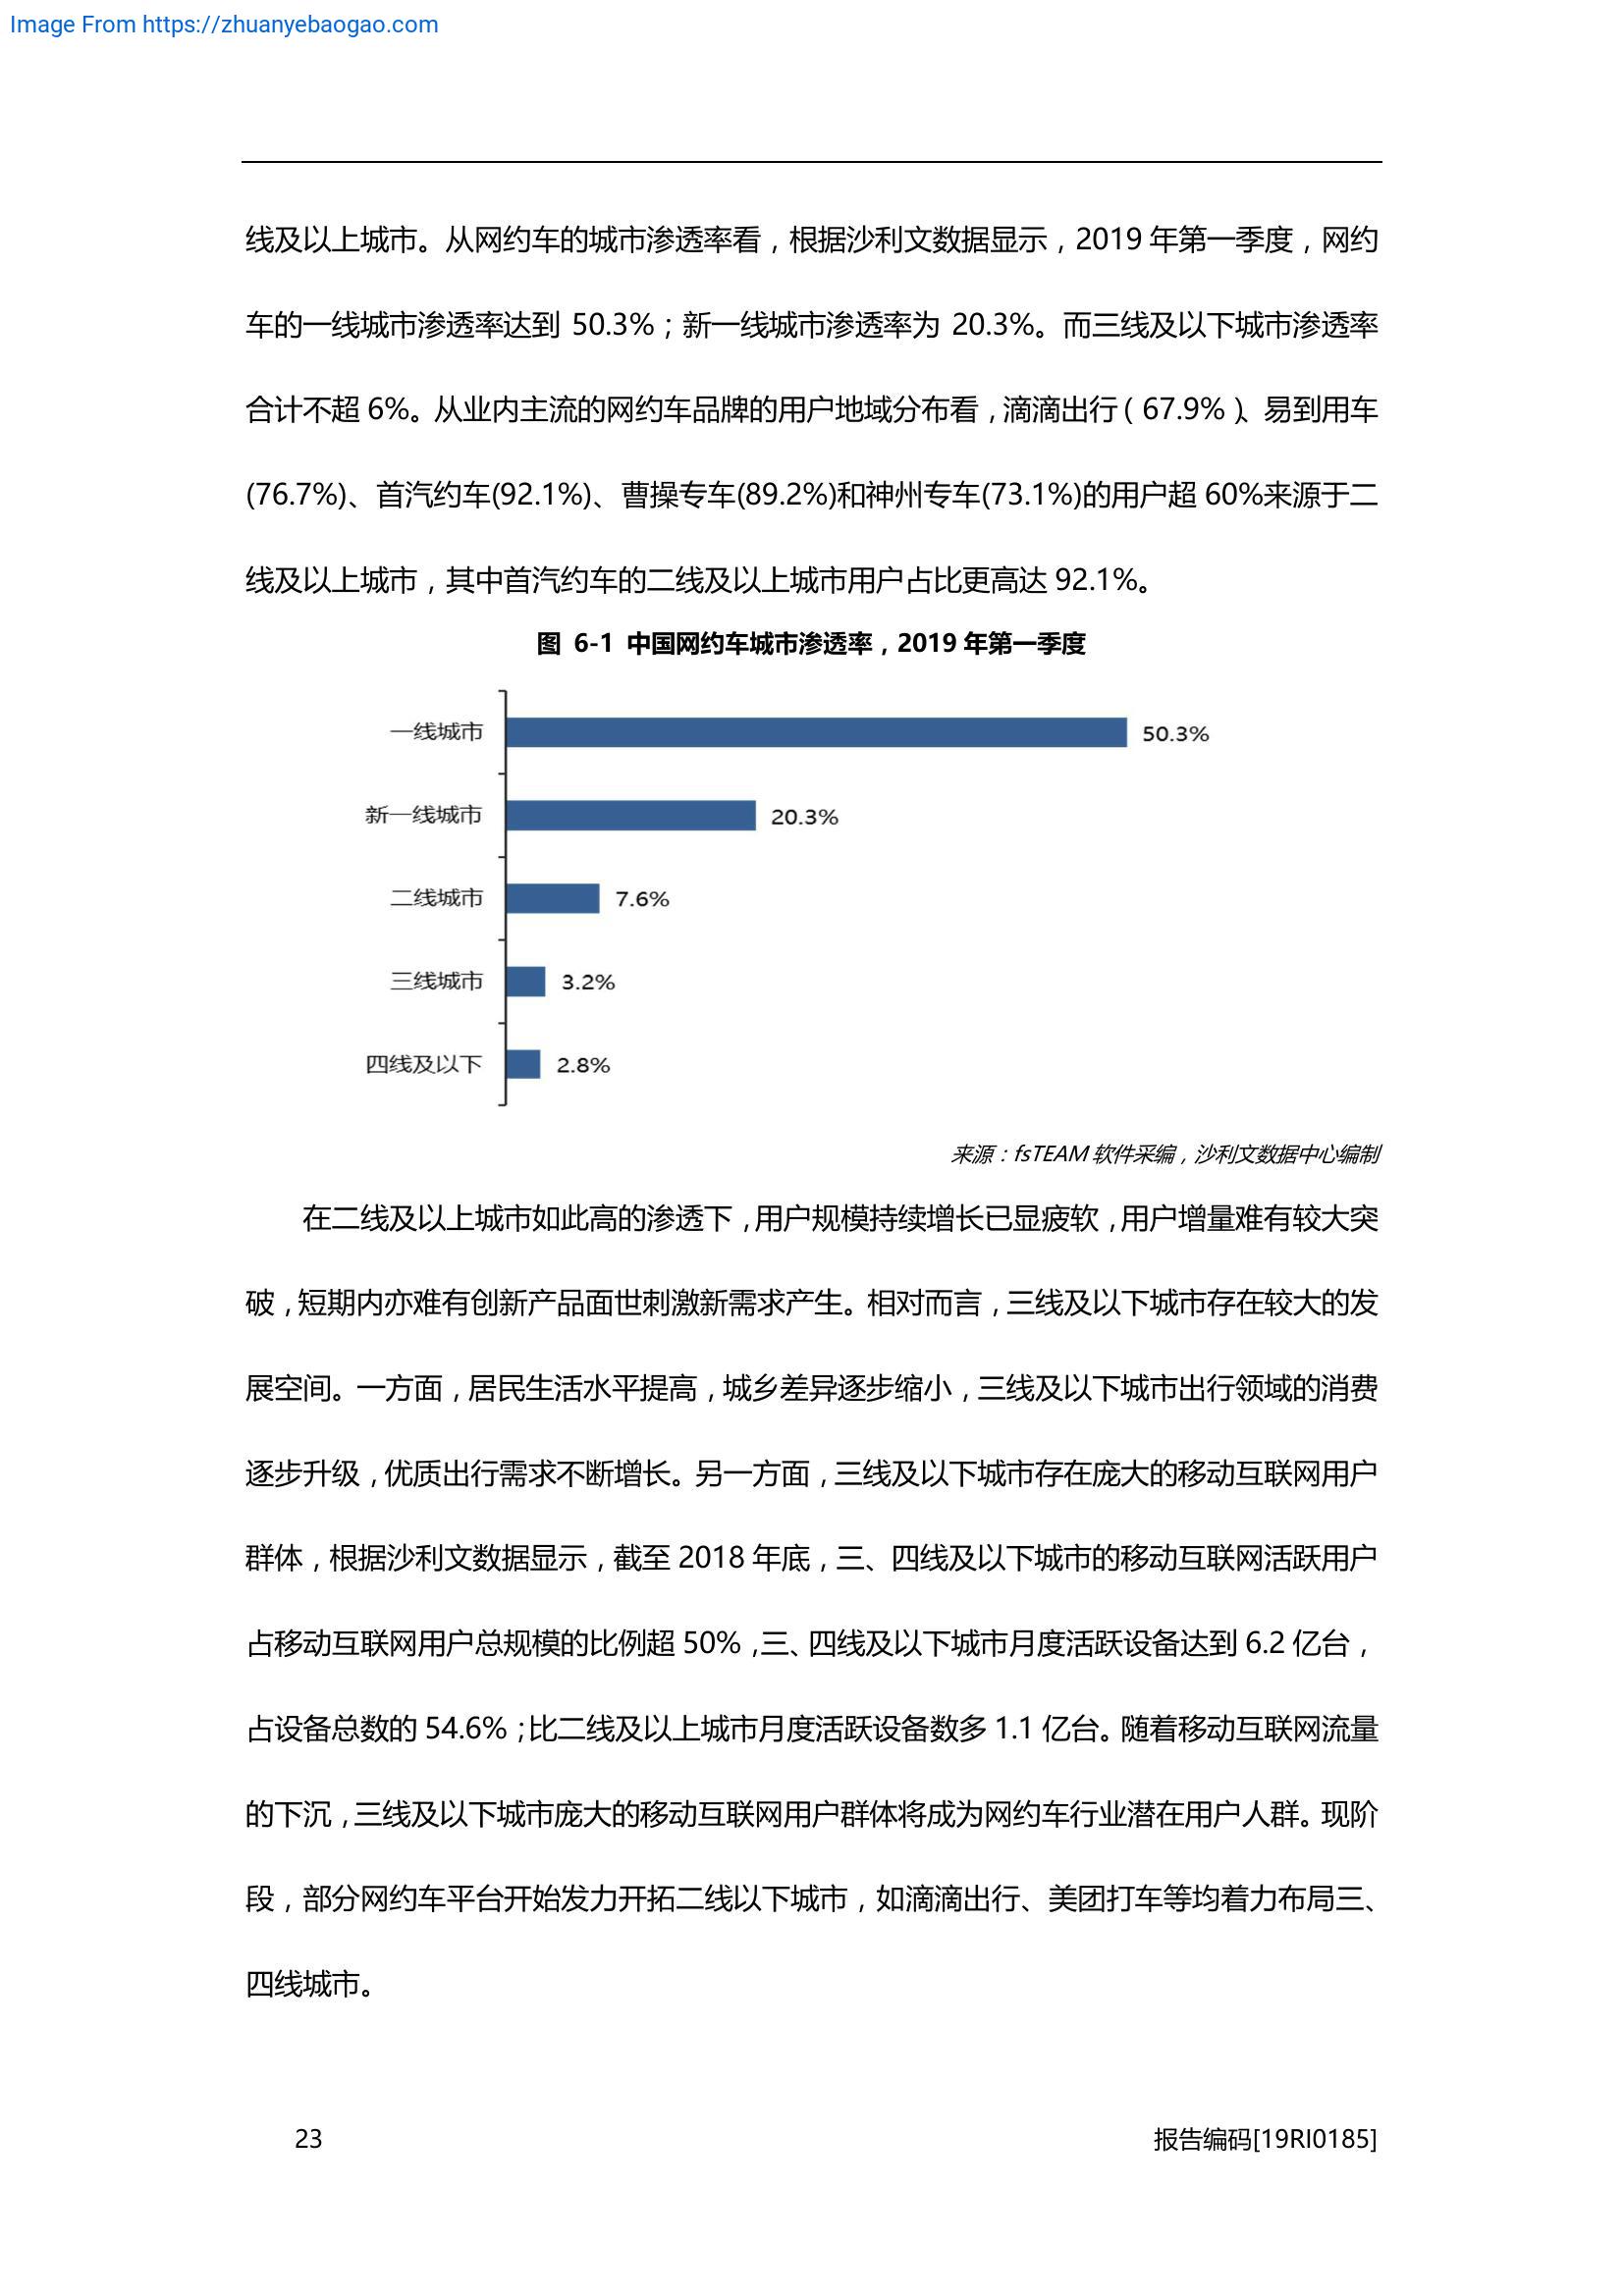 Image From https://zhuanyebaogao.com
线及以上城市。从网约车的城市渗透率看，根据沙利文数据显示，2019 年第一季度，网约
车的一线城市渗透率达到 50.3%；新一线城市渗透率为 20.3%。而三线及以下城市渗透率
合计不超 6%。从业内主流的网约车品牌的用户地域分布看，滴滴出行（67.9%）、易到用车
(76.7%)、首汽约车(92.1%)、曹操专车(89.2%)和神州专车(73.1%)的用户超 60%来源于二
线及以上城市，其中首汽约车的二线及以上城市用户占比更高达 92.1%。
图 6-1 中国网约车城市渗透率，2019 年第一季度
一线城市 50.3%
新一线城市 20.3%
二线城市 7.6%
三线城市 3.2%
四线及以下 2.8%
来源：fsTEAM 软件采编，沙利文数据中心编制
在二线及以上城市如此高的渗透下，用户规模持续增长已显疲软，用户增量难有较大突
破，短期内亦难有创新产品面世刺激新需求产生。相对而言，三线及以下城市存在较大的发
展空间。一方面，居民生活水平提高，城乡差异逐步缩小，三线及以下城市出行领域的消费
逐步升级，优质出行需求不断增长。另一方面，三线及以下城市存在庞大的移动互联网用户
群体，根据沙利文数据显示，截至 2018 年底，三、四线及以下城市的移动互联网活跃用户
占移动互联网用户总规模的比例超 50%，三、四线及以下城市月度活跃设备达到 6.2 亿台，
占设备总数的 54.6%；比二线及以上城市月度活跃设备数多 1.1 亿台。随着移动互联网流量
的下沉，三线及以下城市庞大的移动互联网用户群体将成为网约车行业潜在用户人群。现阶
段，部分网约车平台开始发力开拓二线以下城市，如滴滴出行、美团打车等均着力布局三、
四线城市。
23 报告编码[19RI0185]